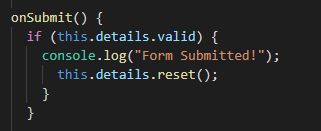 onSubmit() {
  if (this.details.valid) {
    console.log("Form Submitted!");
      this.details.reset();
    }
  }